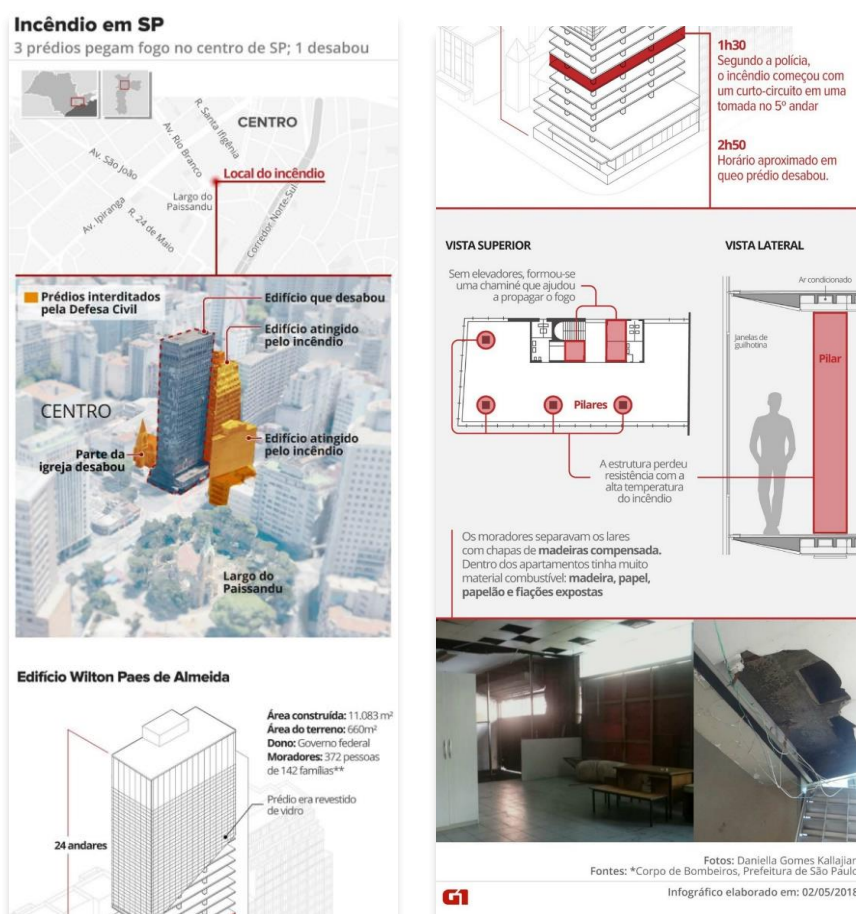 Incêndio em SP
3 prédios pegam fogo no centro de SP; 1 desabou
CENTRO
R. Santa Ifigênia
Av. Rio Branco
Av. São João
Local do incêndio
Largo do
Paissandu
Av. Ipiranga
R. 24 de Maio
Corredor Norte-Sul
Prédios interditados
pela Defesa Civil
Edifício que desabou
Edifício atingido
pelo incêndio
CENTRO
Edifício atingido
pelo incêndio
Parte da
igreja desabou
Largo do
Paissandu
Edifício Wilton Paes de Almeida
Área construída: 11.083 m²
Área do terreno: 660m²
Dono: Governo federal
Moradores: 372 pessoas
de 142 famílias**
Prédio era revestido
de vidro
24 andares
1h30
Segundo a polícia,
o incêndio começou com
um curto-circuito em uma
tomada no 5º andar
2h50
Horário aproximado em
queo prédio desabou.
VISTA SUPERIOR
Sem elevadores, formou-se
uma chaminé que ajudou
a propagar o fogo
Pilares
A estrutura perdeu
resistência com a
alta temperatura
do incêndio
VISTA LATERAL
Ar condicionado
Janelas de
guilhotina
Pilar
Os moradores separavam os lares
com chapas de madeiras compensada.
Dentro dos apartamentos tinha muito
material combustível: madeira, papel,
papelão e fiações expostas
Fotos: Daniella Gomes Kallajian
Fontes: *Corpo de Bombeiros, Prefeitura de São Paulo
G1
Infográfico elaborado em: 02/05/2018